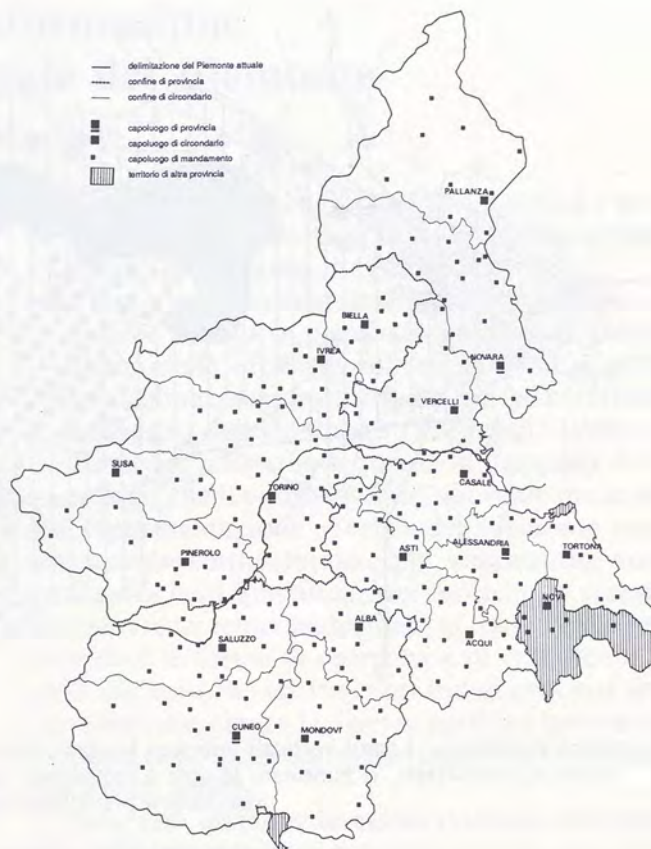 delimitazione del Piemonte attuale
confine di provincia
confine di circondario
capoluogo di provincia
capoluogo di circondario
capoluogo di mandamento
territorio di altra provincia
PALLANZA
BIELLA
IVREA
NOVARA
VERCELLI
SUSA
TORINO
CASALE
PINEROLO
ASTI
ALESSANDRIA
TORTONA
NOVI
ALBA
SALUZZO
ACQUI
CUNEO
MONDOVÌ